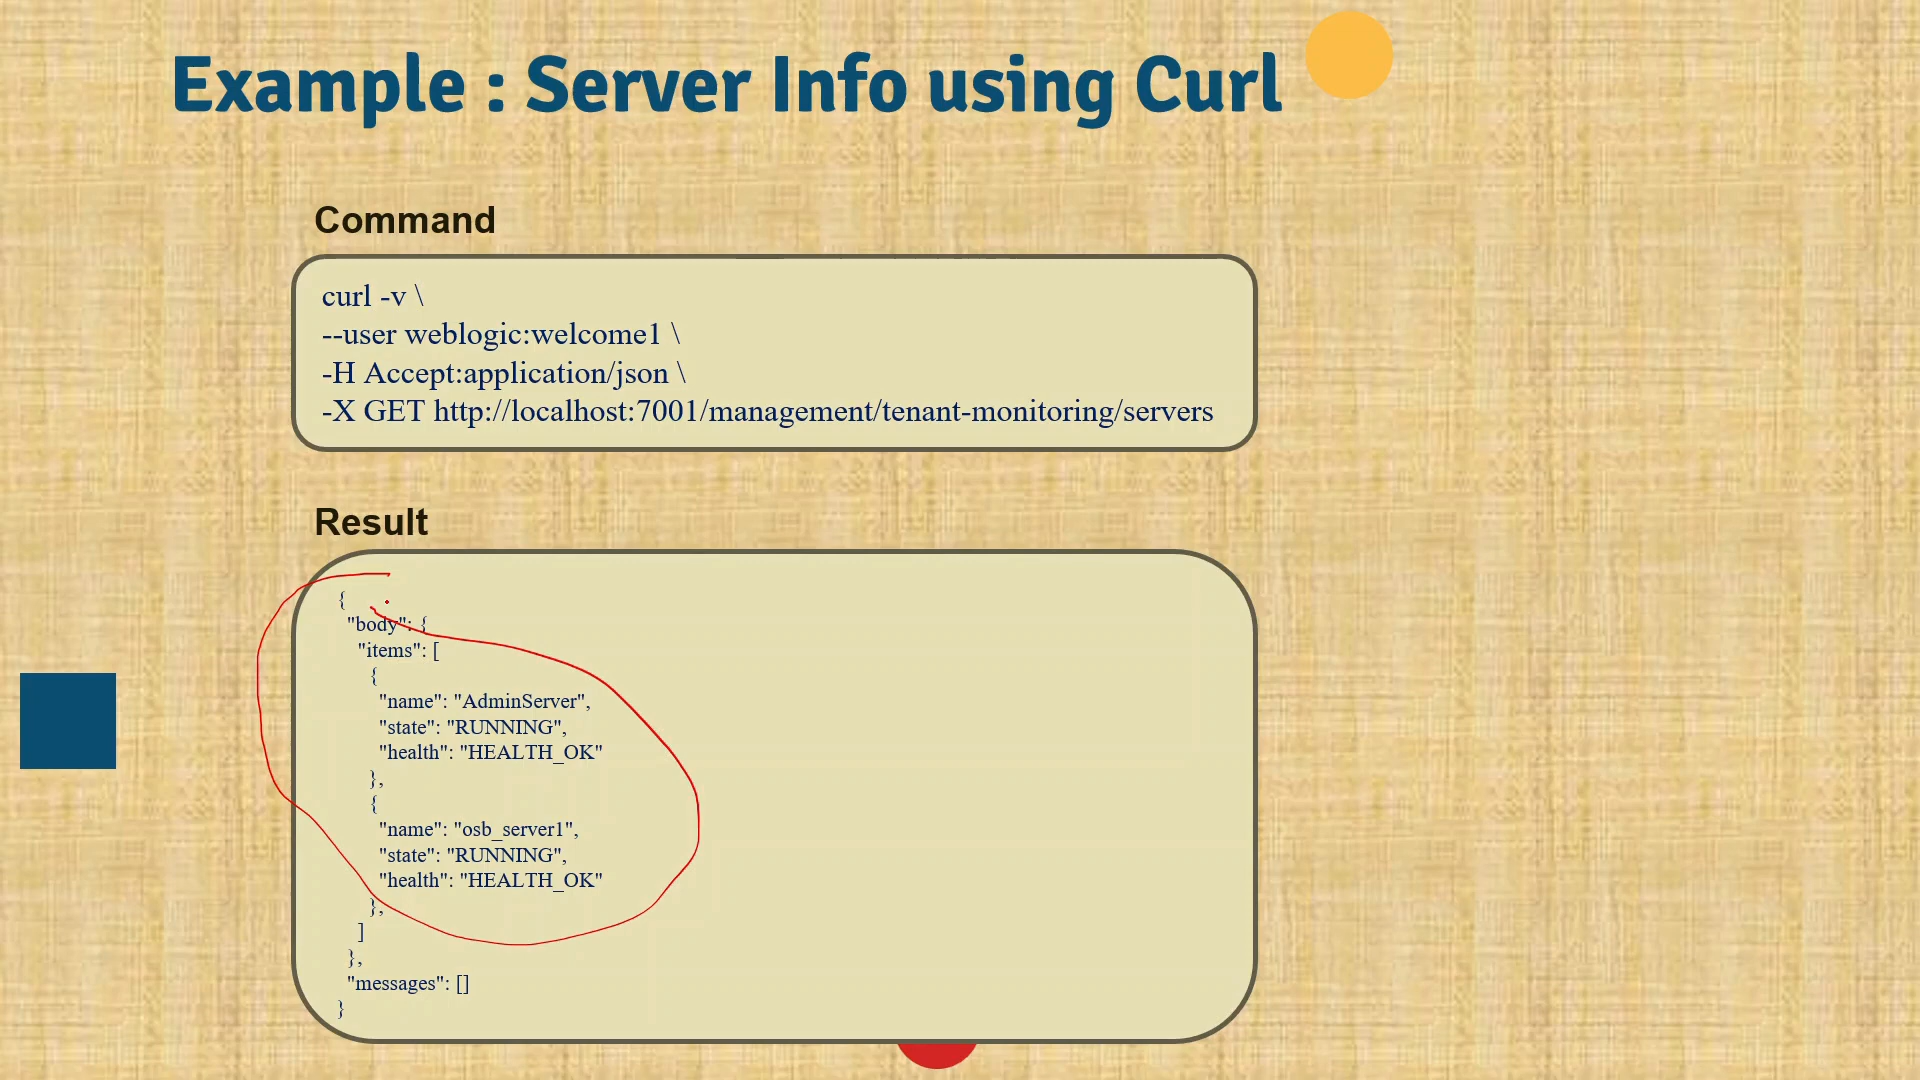 Example : Server Info using Curl
Command
curl -v \
--user weblogic:welcome1 \
-H Accept:application/json \
-X GET http://localhost:7001/management/tenant-monitoring/servers
Result
{
"body": {
"items": [
{
"name": "AdminServer",
"state": "RUNNING",
"health": "HEALTH_OK"
},
{
"name": "osb_server1",
"state": "RUNNING",
"health": "HEALTH_OK"
},
]
},
"messages": []
}